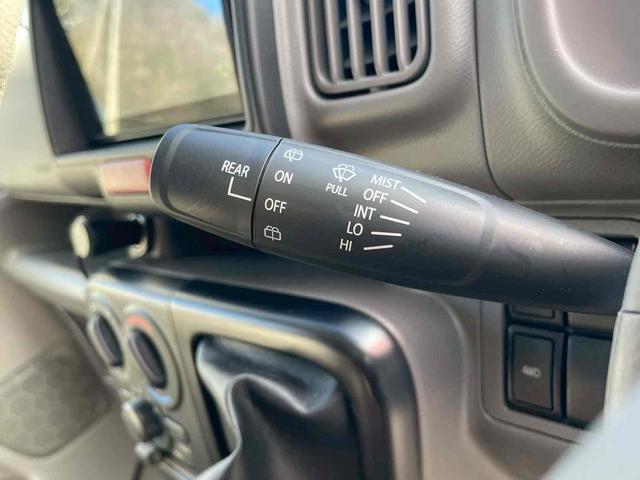 REAR
ON
OFF
PULL
MIST
OFF
INT
LO
HI
4WD